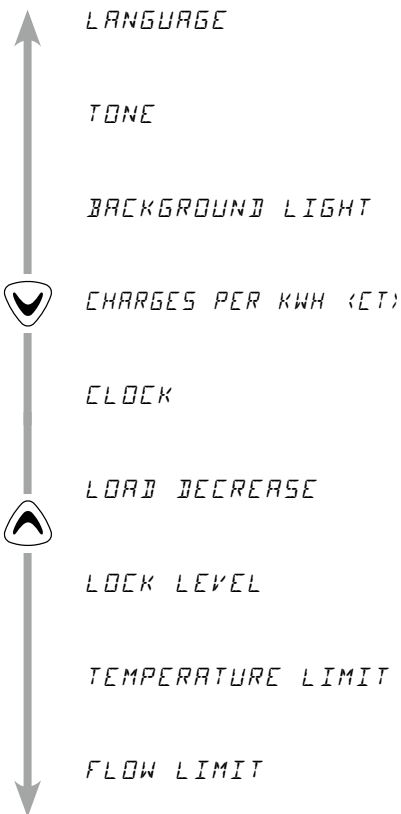 LANGUAGE
TONE
BACKGROUND LIGHT
CHARGES PER KWH (CT)
CLOCK
LOAD DECREASE
LOCK LEVEL
TEMPERATURE LIMIT
FLOW LIMIT